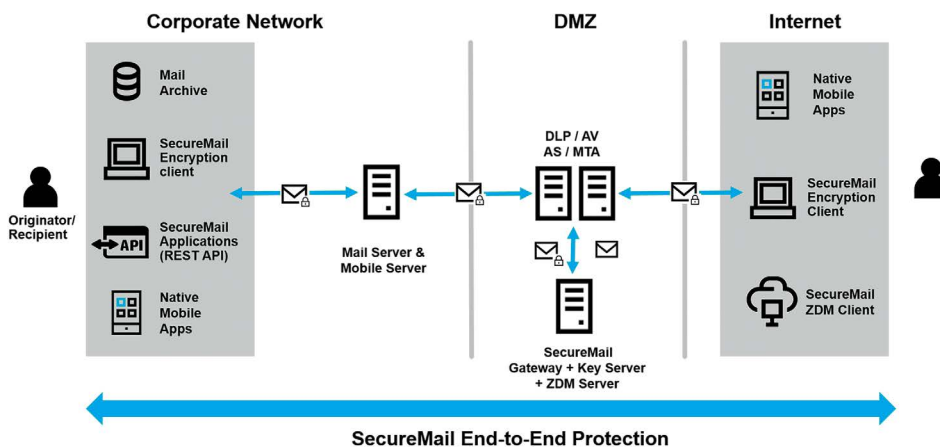 Corporate Network
DMZ
Internet
Mail
Archive
SecureMail
Encryption
client
API
SecureMail
Applications
(REST API)
Native
Mobile
Apps
Originator/
Recipient
Mail Server &
Mobile Server
DLP / AV
AS / MTA
SecureMail
Gateway + Key Server
+ ZDM Server
Native
Mobile
Apps
SecureMail
Encryption
Client
SecureMail
ZDM Client
SecureMail End-to-End Protection